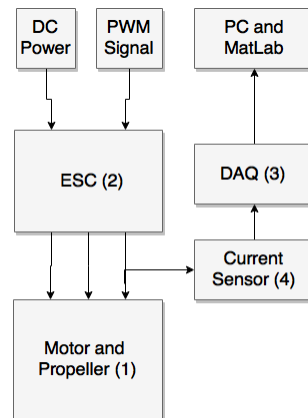 DC
Power
PWM
Signal
PC and
MatLab
ESC (2)
DAQ (3)
Current
Sensor (4)
Motor and
Propeller (1)